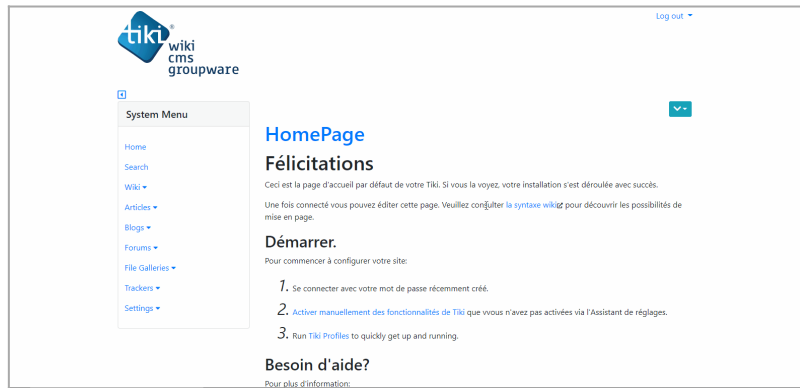 Log out
tiki®
wiki
cms
groupware
System Menu
Home
Search
Wiki
Articles
Blogs
Forums
File Galleries
Trackers
Settings
HomePage
Félicitations
Ceci est la page d'accueil par défaut de votre Tiki. Si vous la voyez, votre installation s'est déroulée avec succès.
Une fois connecté vous pouvez éditer cette page. Veuillez consulter la syntaxe wiki pour découvrir les possibilités de
mise en page.
Démarrer.
Pour commencer à configurer votre site:
1. Se connecter avec votre mot de passe récemment créé.
2. Activer manuellement des fonctionnalités de Tiki que vvous n'avez pas activées via l'Assistant de réglages.
3. Run Tiki Profiles to quickly get up and running.
Besoin d'aide?
Pour plus d'information: